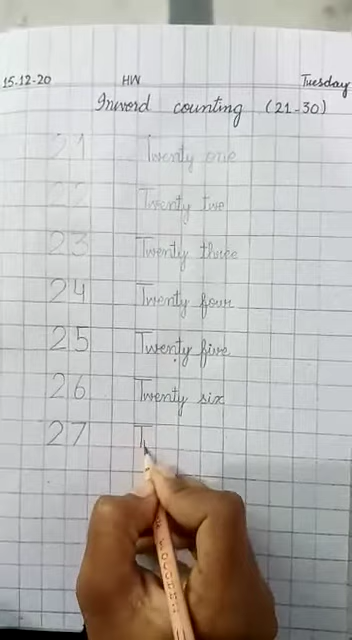 15.12-20 HW Tuesday
Inword counting (21-30)
21 Twenty one
22 Twenty two
23 Twenty three
24 Twenty four
25 Twenty five
26 Twenty six
27 T